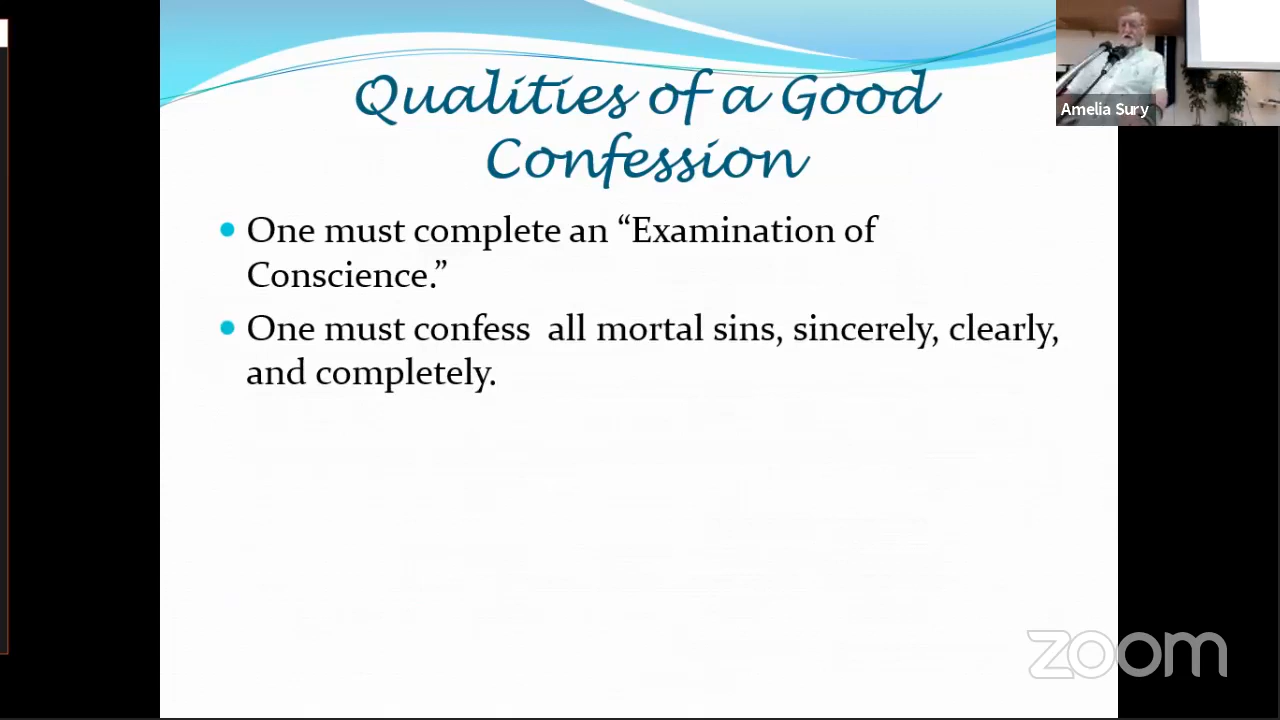 Qualities of a Good
Confession
Amelia Sury
• One must complete an “Examination of
Conscience.”
• One must confess  all mortal sins, sincerely, clearly,
and completely.
zoom